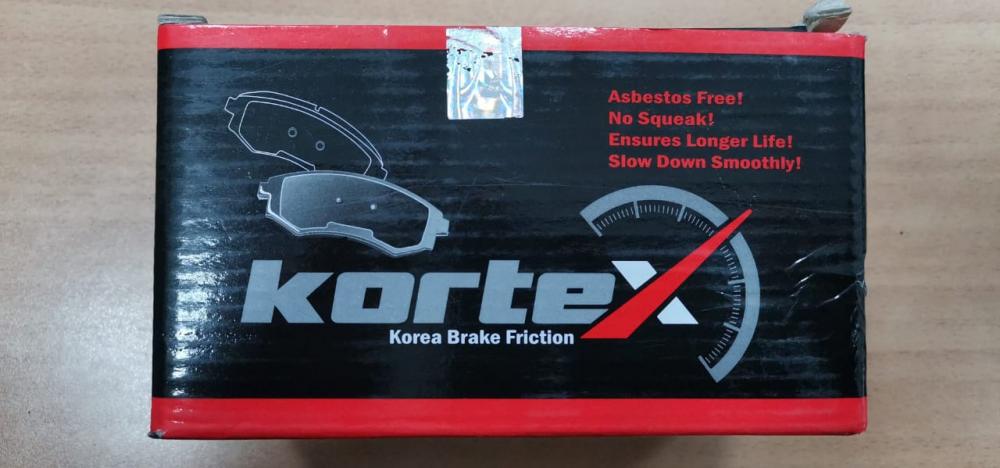 Asbestos Free!
No Squeak!
Ensures Longer Life!
Slow Down Smoothly!
kortex
Korea Brake Friction